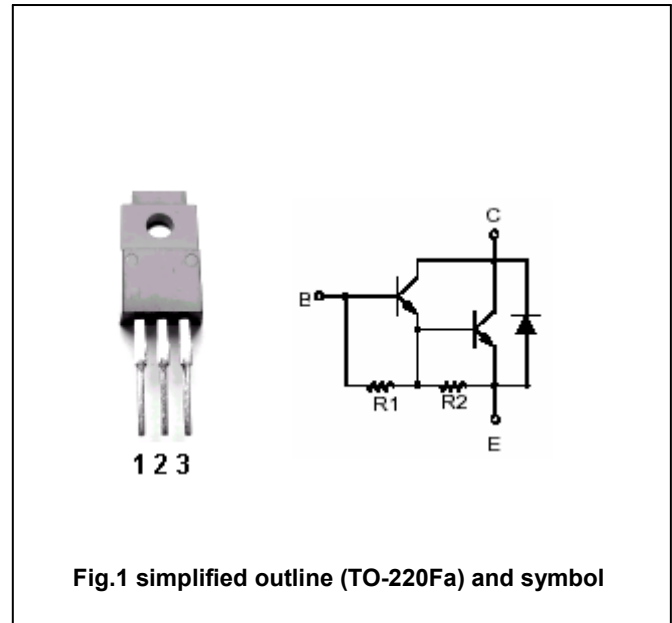 C
B
R1
R2
E
1 2 3
Fig.1 simplified outline (TO-220Fa) and symbol